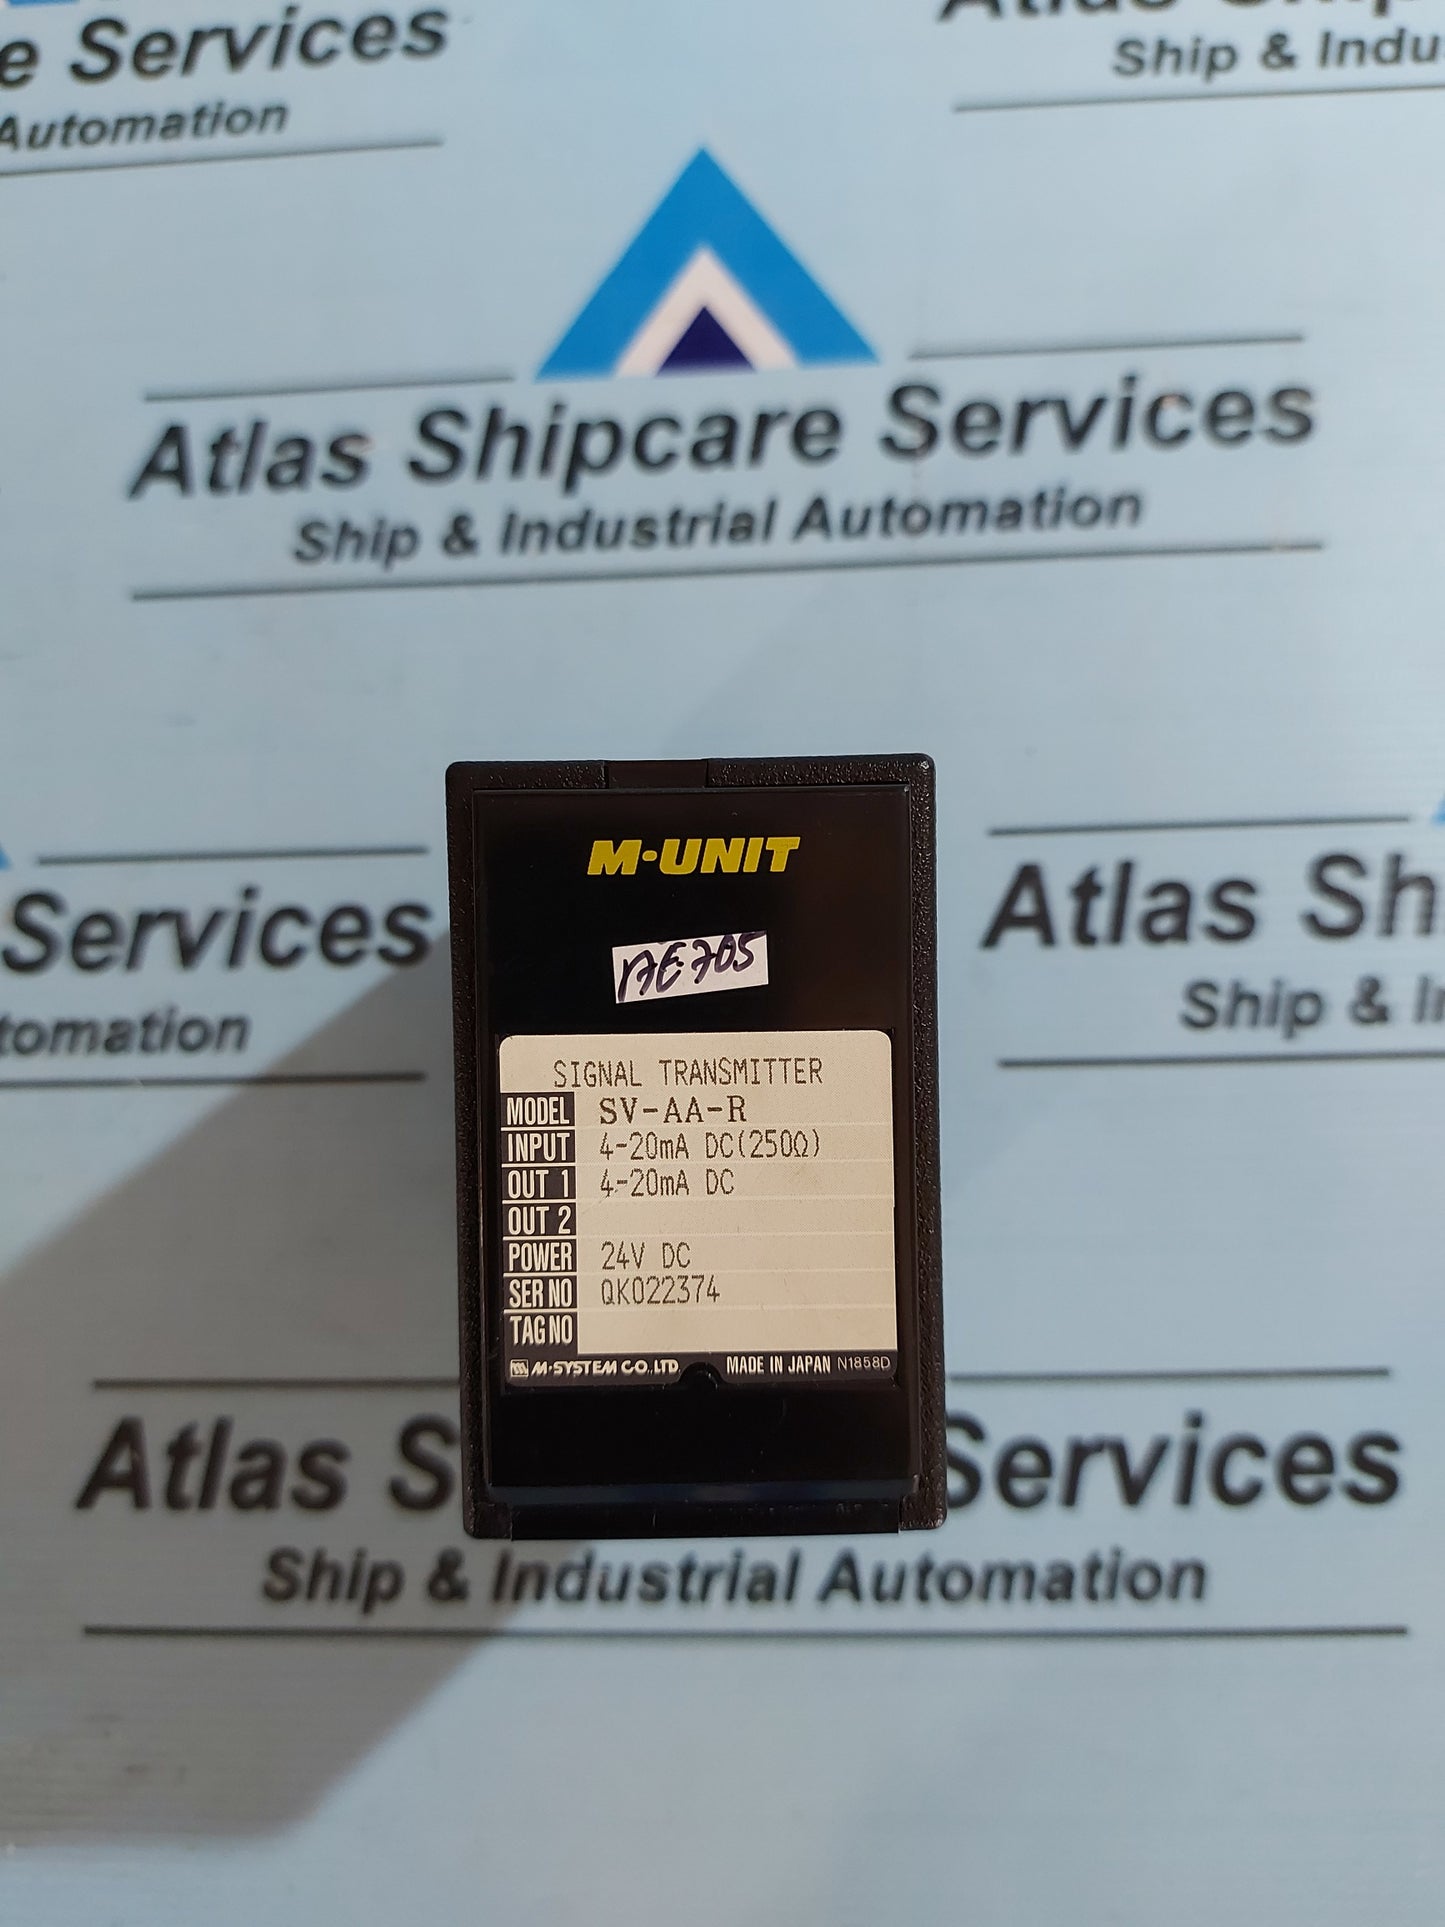 e Services
Automation
Atlas Ship
Ship & Indu
Atlas Shipcare Services
Ship & Industrial Automation
Services
tomation
Atlas Sh
Ship & I
M·UNIT
SIGNAL TRANSMITTER
MODEL SV-AA-R
INPUT 4-20mA DC(250Ω)
OUT 1 4-20mA DC
OUT 2
POWER 24V DC
SER NO QK022374
TAG NO
M·SYSTEM CO.,LTD. MADE IN JAPAN N1858D
Atlas S Services
Ship & Industrial Automation